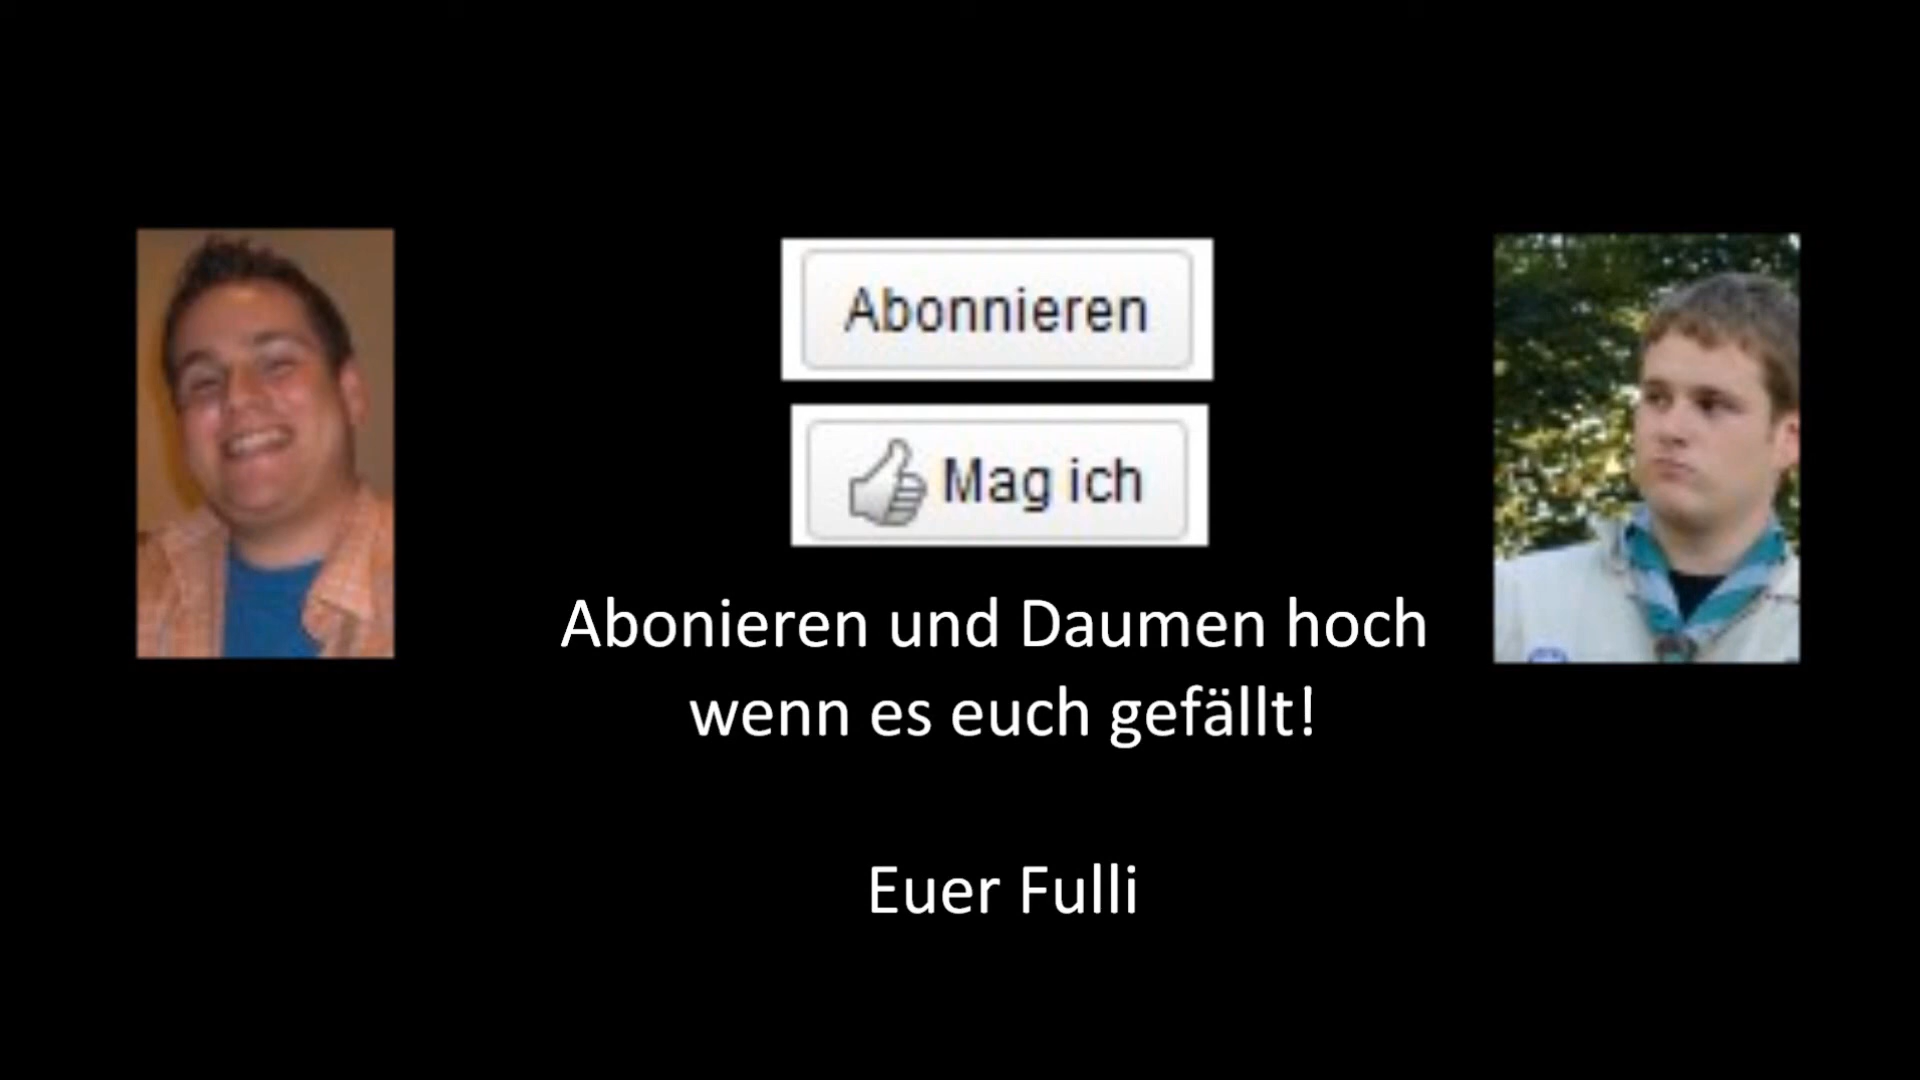 Abonnieren
Mag ich
Abonieren und Daumen hoch
wenn es euch gefällt!
Euer Fulli